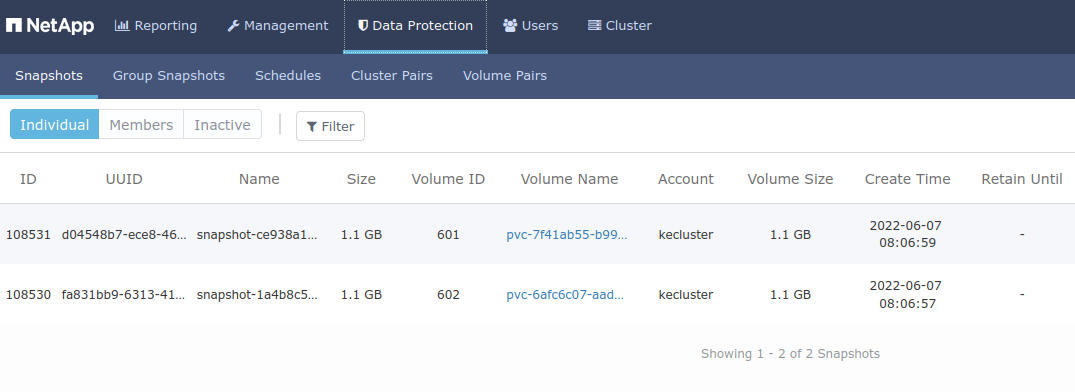 NetApp Reporting Management Data Protection Users Cluster
Snapshots Group Snapshots Schedules Cluster Pairs Volume Pairs
Individual Members Inactive Filter
ID UUID Name Size Volume ID Volume Name Account Volume Size Create Time Retain Until
108531 d04548b7-ece8-46... snapshot-ce938a1... 1.1 GB 601 pvc-7f41ab55-b99... kecluster 1.1 GB 2022-06-07 -
08:06:59
108530 fa831bb9-6313-41... snapshot-1a4b8c5... 1.1 GB 602 pvc-6afc6c07-aad... kecluster 1.1 GB 2022-06-07 -
08:06:57
Showing 1 - 2 of 2 Snapshots